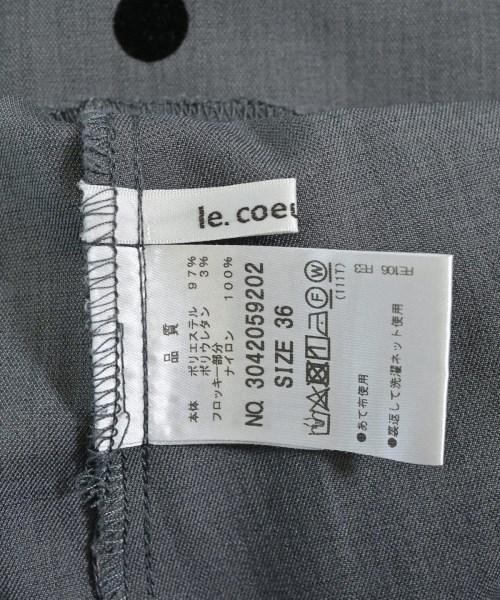 le. coe
品 質
本体 ポリエステル 97%
ポリウレタン 3%
フロッキー部分
ナイロン 100%
NO. 3042059202
SIZE 36
F W
(111T)
●あて布使用
●裏返して洗濯ネット使用